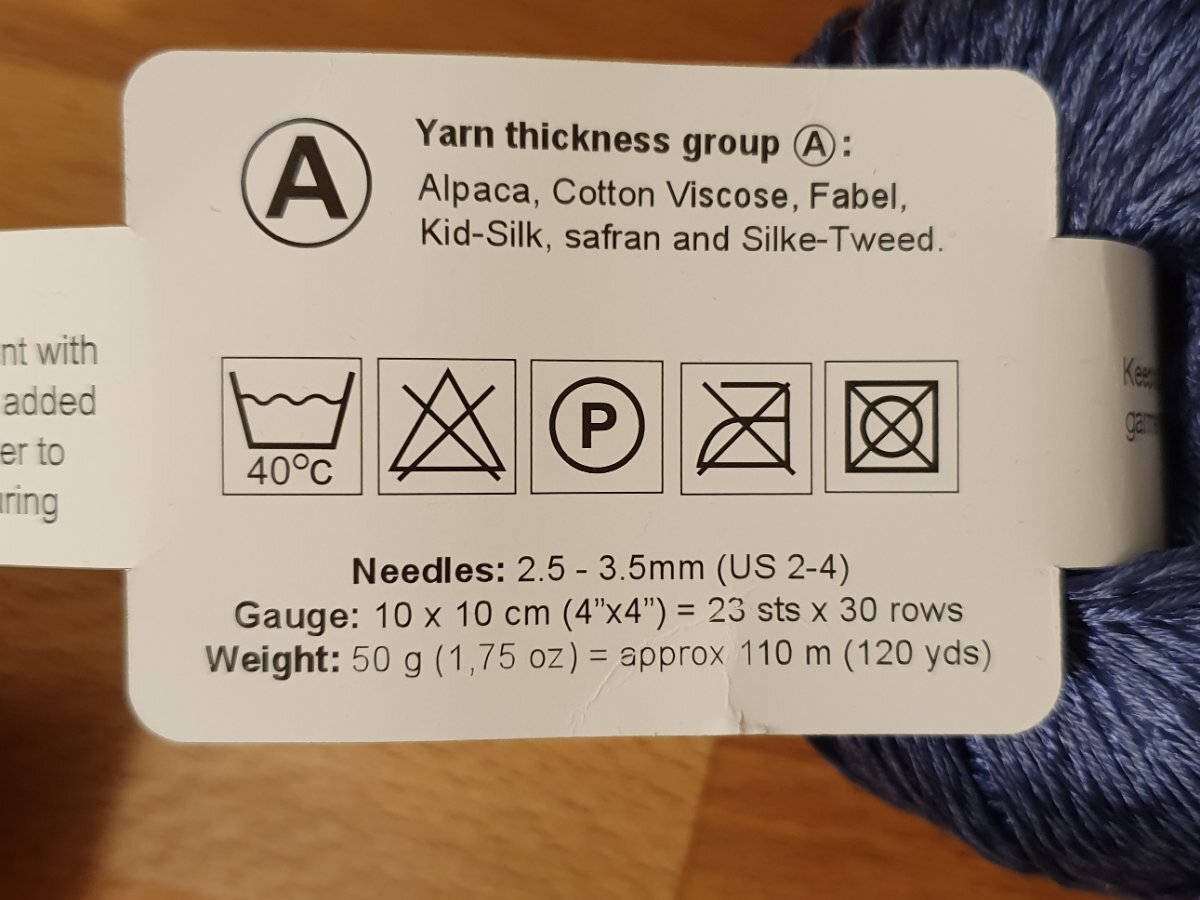 A
Yarn thickness group A:
Alpaca, Cotton Viscose, Fabel,
Kid-Silk, safran and Silke-Tweed.
nt with
added
er to
uring
40°C
P
Needles: 2.5 - 3.5mm (US 2-4)
Gauge: 10 x 10 cm (4”x4”) = 23 sts x 30 rows
Weight: 50 g (1,75 oz) = approx 110 m (120 yds)